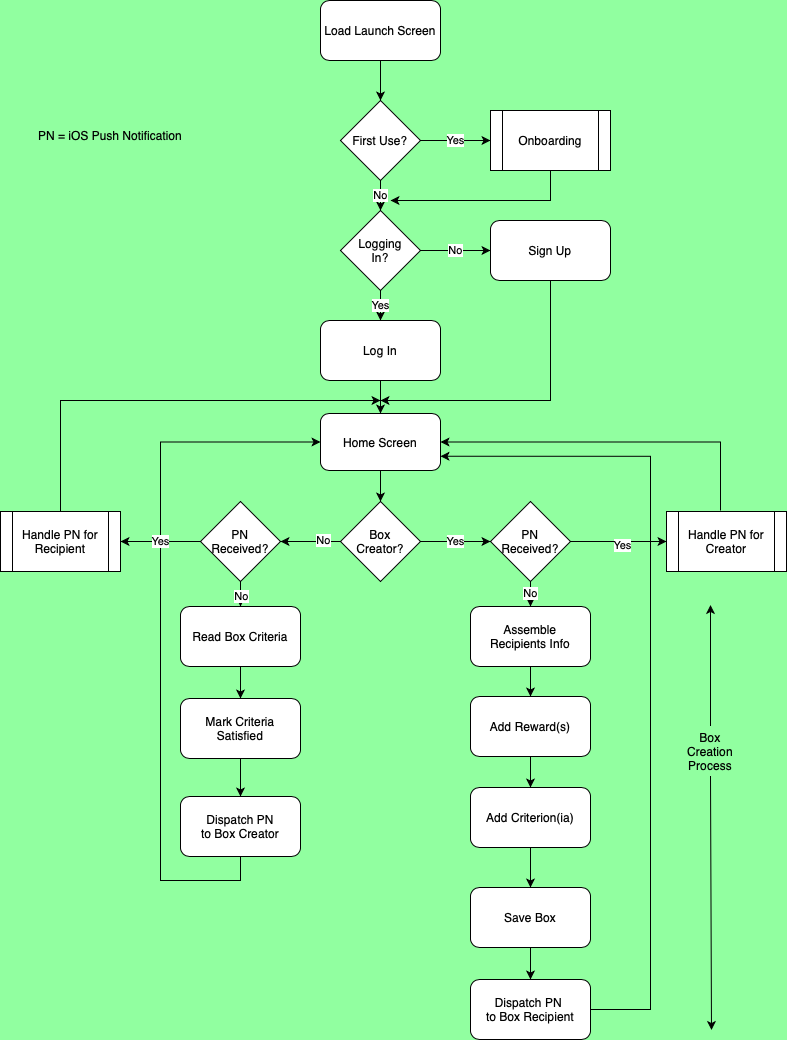 Load Launch Screen
PN = iOS Push Notification
First Use?
Yes
Onboarding
No
Logging
In?
No
Sign Up
Yes
Log In
Home Screen
Handle PN for
Recipient
Yes
PN
Received?
No
Box
Creator?
Yes
PN
Received?
Yes
Handle PN for
Creator
No
No
Read Box Criteria
Assemble
Recipients Info
Mark Criteria
Satisfied
Add Reward(s)
Box
Creation
Process
Dispatch PN
to Box Creator
Add Criterion(ia)
Save Box
Dispatch PN
to Box Recipient